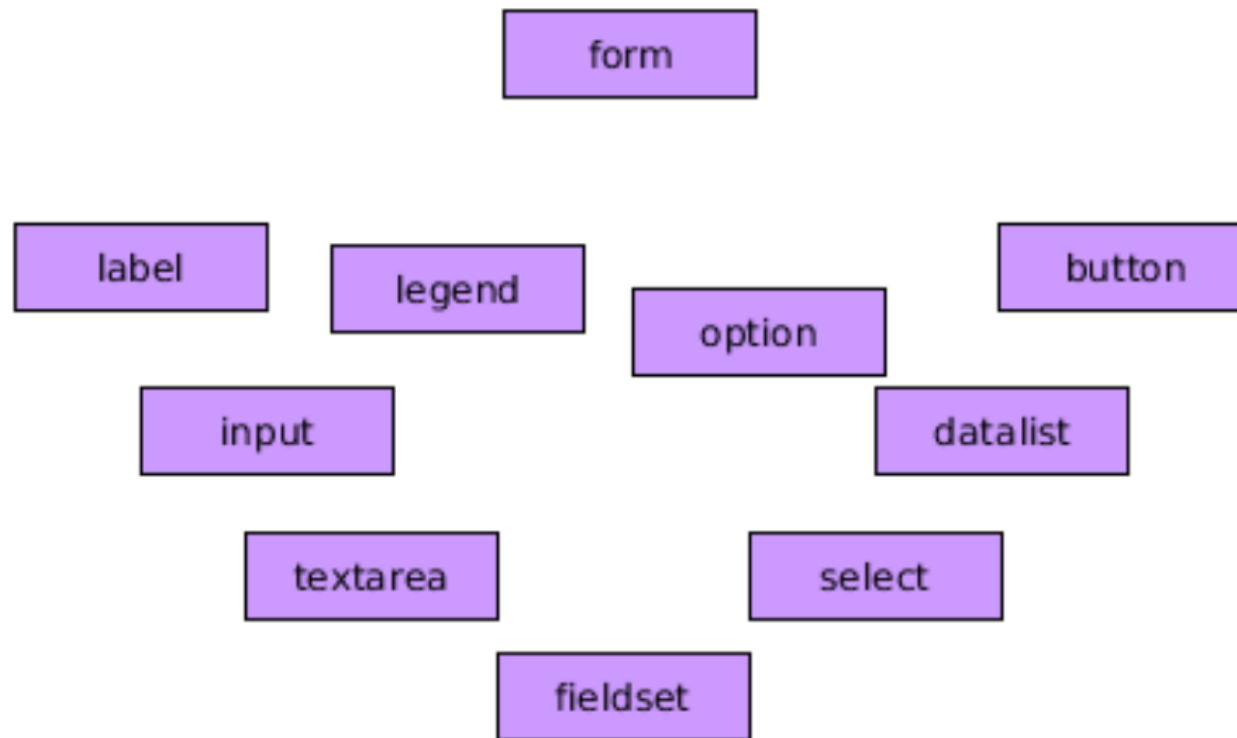 form
label
legend
option
button
input
datalist
textarea
select
fieldset